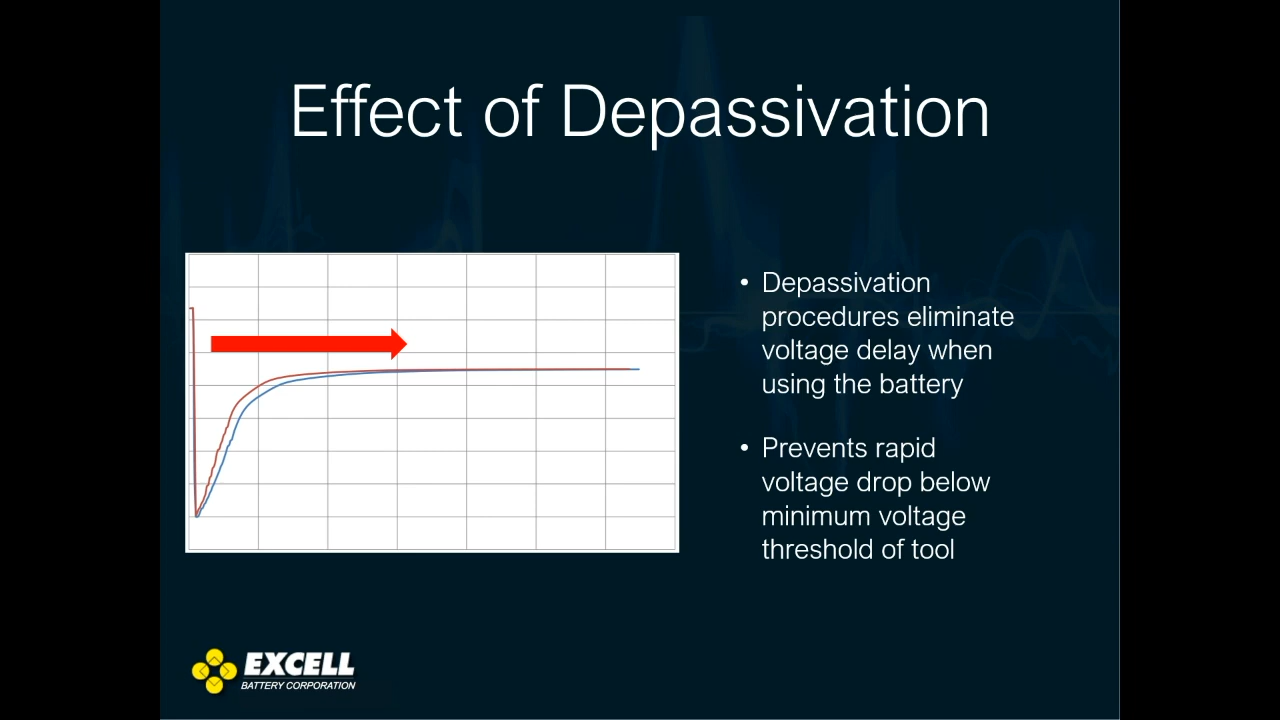 Effect of Depassivation
• Depassivation
procedures eliminate
voltage delay when
using the battery
• Prevents rapid
voltage drop below
minimum voltage
threshold of tool
EXCELL
BATTERY CORPORATION